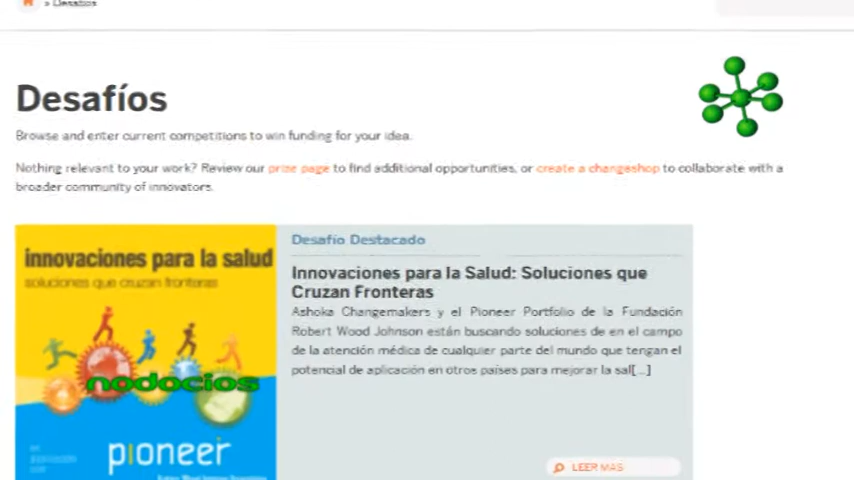 » Desafíos
Desafíos
Browse and enter current competitions to win funding for your idea.
Nothing relevant to your work? Review our prize page to find additional opportunities, or create a changeshop to collaborate with a
broader community of innovators.
innovaciones para la salud
soluciones que cruzan fronteras
nodocios
pioneer
Desafío Destacado
Innovaciones para la Salud: Soluciones que
Cruzan Fronteras
Ashoka Changemakers y el Pioneer Portfolio de la Fundación
Robert Wood Johnson están buscando soluciones de en el campo
de la atención médica de cualquier parte del mundo que tengan el
potencial de aplicación en otros países para mejorar la sal[...]
LEER MAS